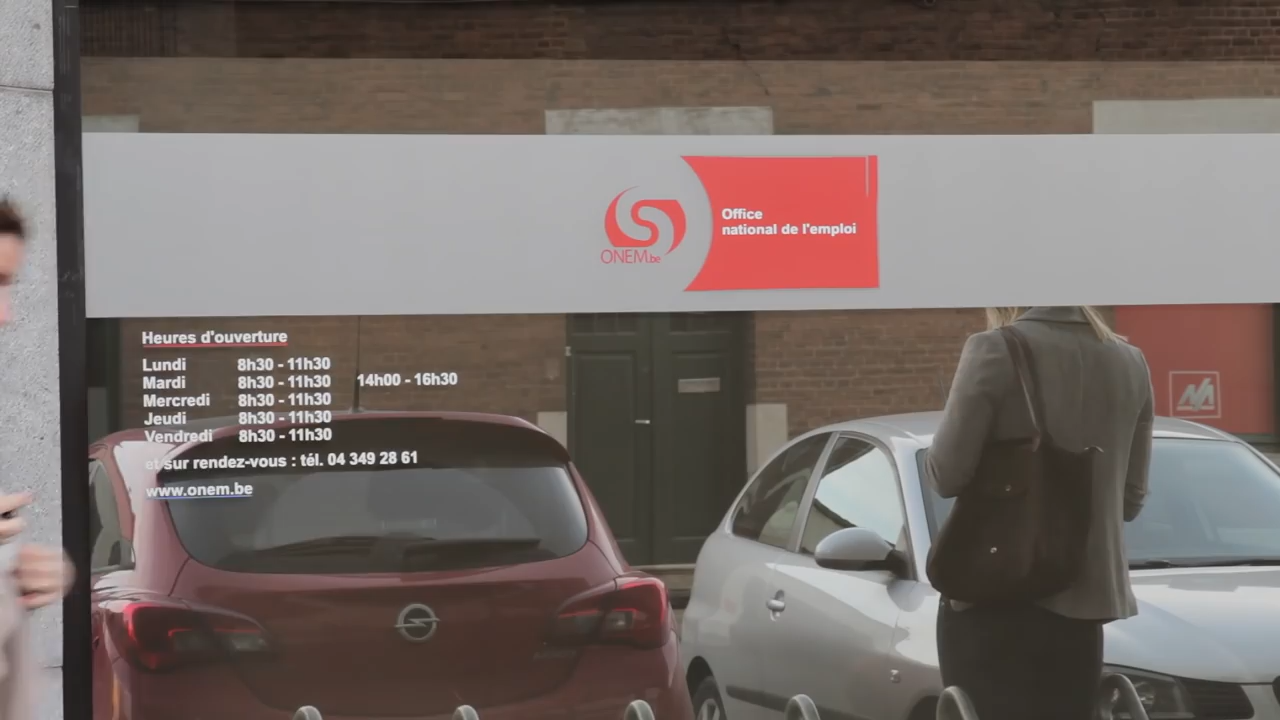 ONEM.be
Office
national de l'emploi
Heures d'ouverture
Lundi 8h30 - 11h30
Mardi 8h30 - 11h30 14h00 - 16h30
Mercredi 8h30 - 11h30
Jeudi 8h30 - 11h30
Vendredi 8h30 - 11h30
et sur rendez-vous : tél. 04 349 28 61
www.onem.be